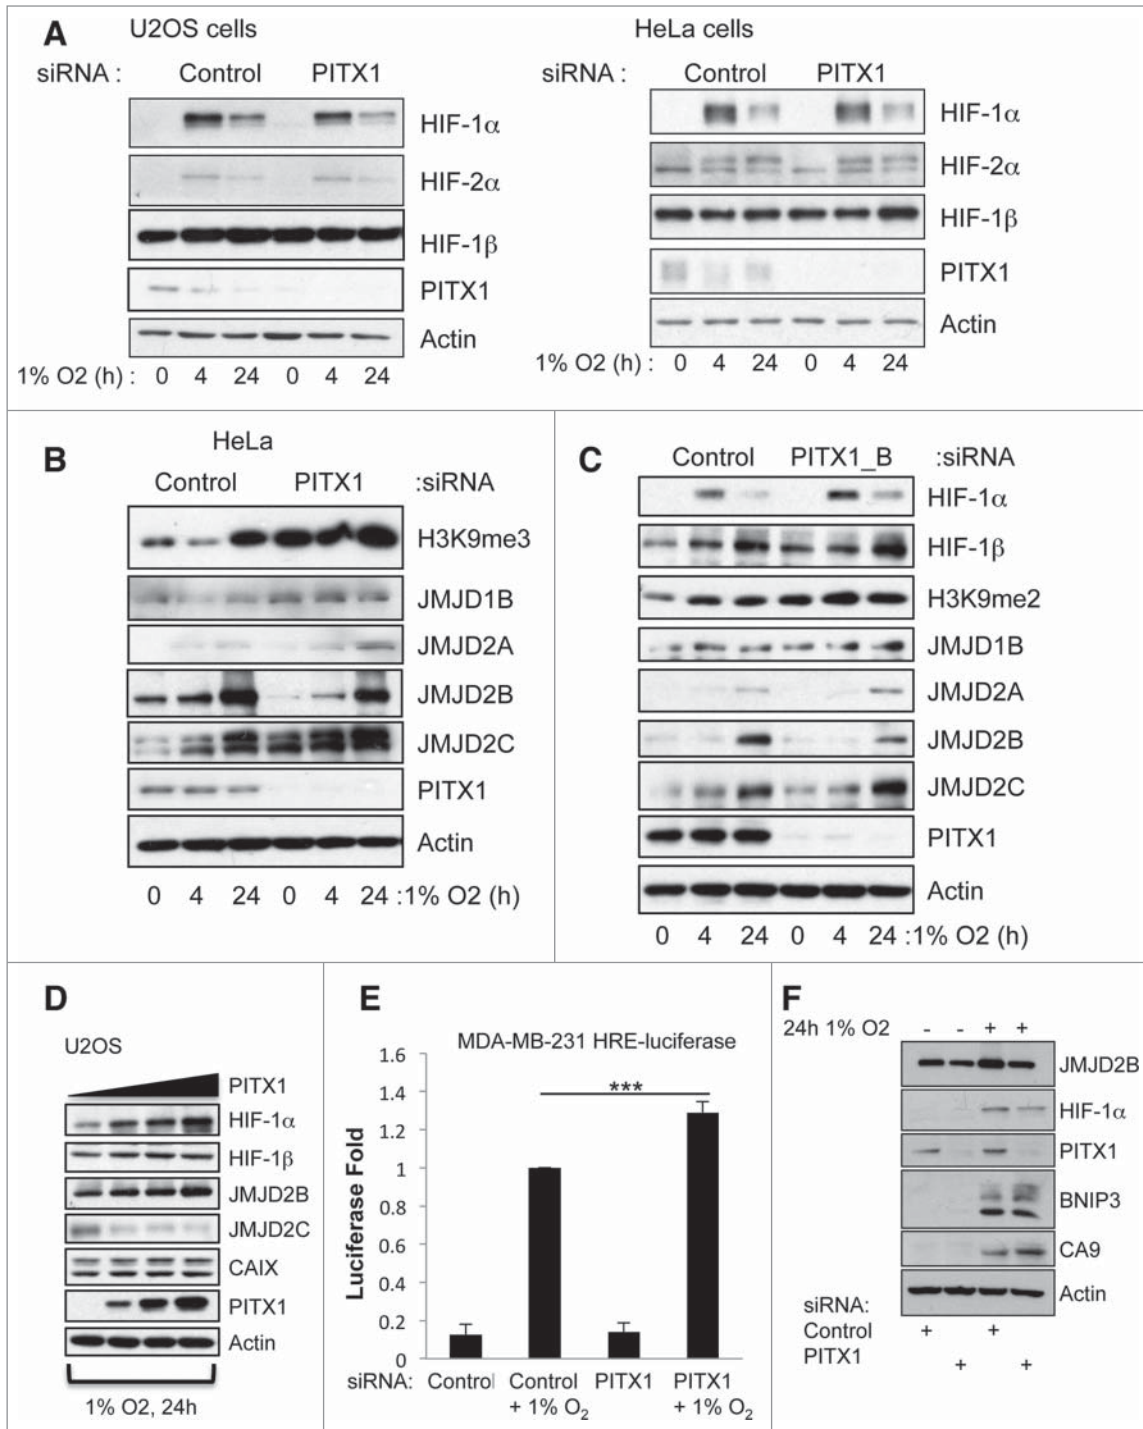 A
U2OS cells
HeLa cells
siRNA :
Control
PITX1
siRNA :
Control
PITX1
HIF-1α
HIF-2α
HIF-1β
PITX1
Actin
1% O2 (h) : 0 4 24 0 4 24
HIF-1α
HIF-2α
HIF-1β
PITX1
Actin
1% O2 (h) : 0 4 24 0 4 24
B
HeLa
Control PITX1 :siRNA
H3K9me3
JMJD1B
JMJD2A
JMJD2B
JMJD2C
PITX1
Actin
0 4 24 0 4 24 :1% O2 (h)
C
Control PITX1_B :siRNA
HIF-1α
HIF-1β
H3K9me2
JMJD1B
JMJD2A
JMJD2B
JMJD2C
PITX1
Actin
0 4 24 0 4 24 :1% O2 (h)
D
U2OS
PITX1
HIF-1α
HIF-1β
JMJD2B
JMJD2C
CAIX
PITX1
Actin
1% O2, 24h
E
MDA-MB-231 HRE-luciferase
Luciferase Fold
1.6
1.4
1.2
1
0.8
0.6
0.4
0.2
0
***
siRNA: Control Control PITX1 PITX1
+ 1% O₂ + 1% O₂
F
24h 1% O2 - - + +
JMJD2B
HIF-1α
PITX1
BNIP3
CA9
Actin
siRNA:
Control + +
PITX1 + +